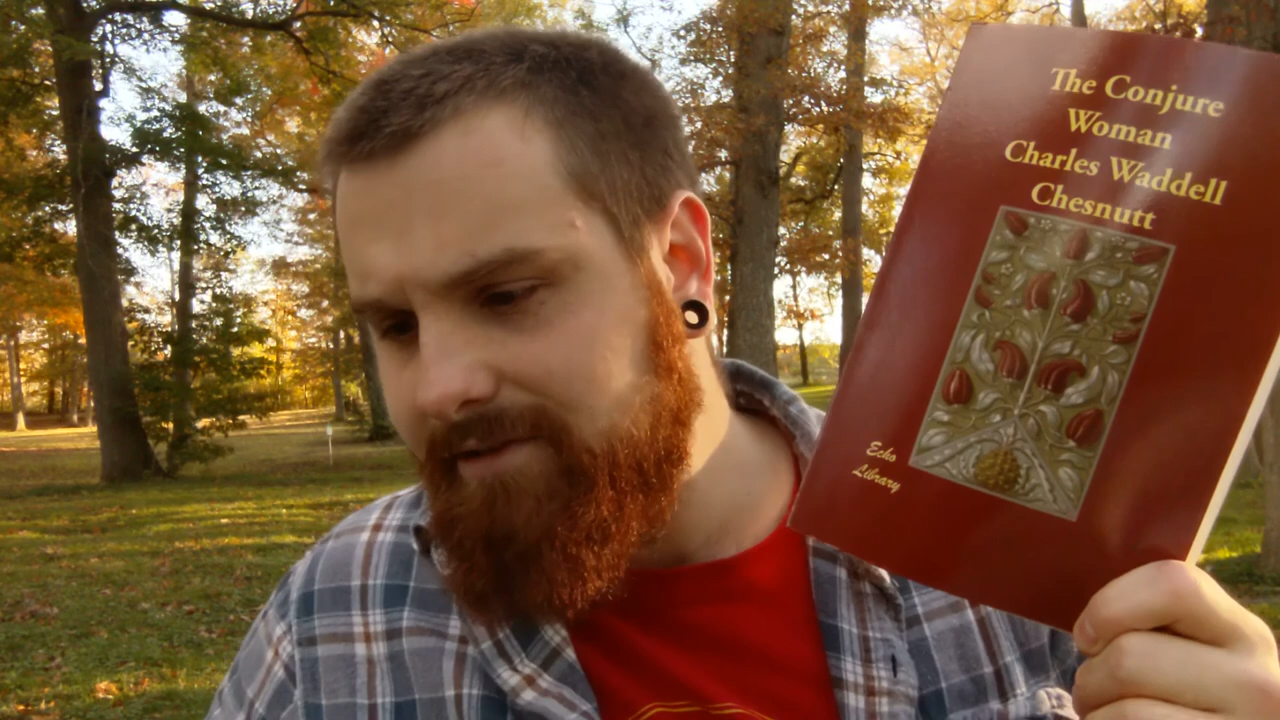 The Conjure
Woman
Charles Waddell
Chesnutt
Echo
Library